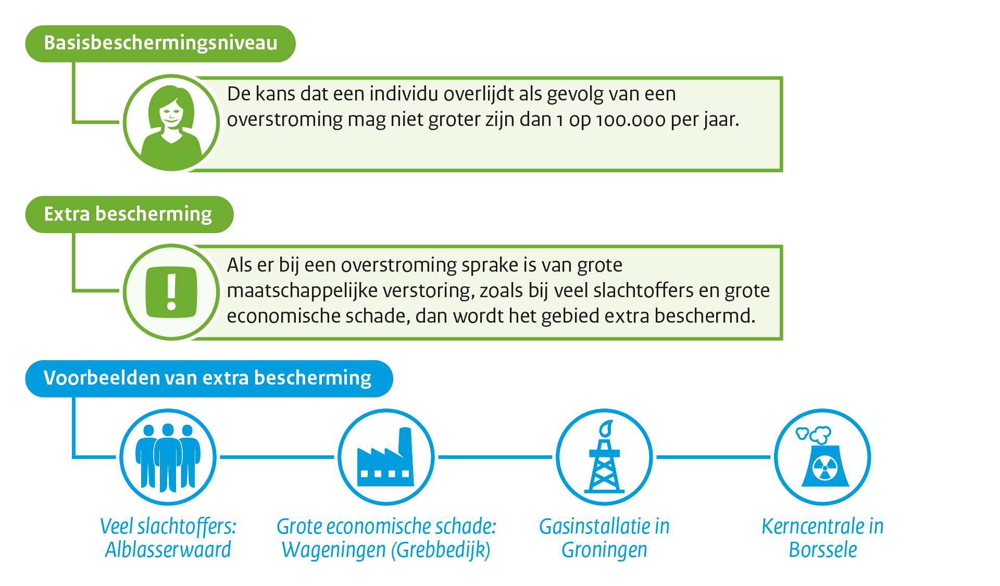 Basisbeschermingsniveau
De kans dat een individu overlijdt als gevolg van een
overstroming mag niet groter zijn dan 1 op 100.000 per jaar.
Extra bescherming
Als er bij een overstroming sprake is van grote
maatschappelijke verstoring, zoals bij veel slachtoffers en grote
economische schade, dan wordt het gebied extra beschermd.
Voorbeelden van extra bescherming
Veel slachtoffers:
Alblasserwaard
Grote economische schade:
Wageningen (Grebbedijk)
Gasinstallatie in
Groningen
Kerncentrale in
Borssele